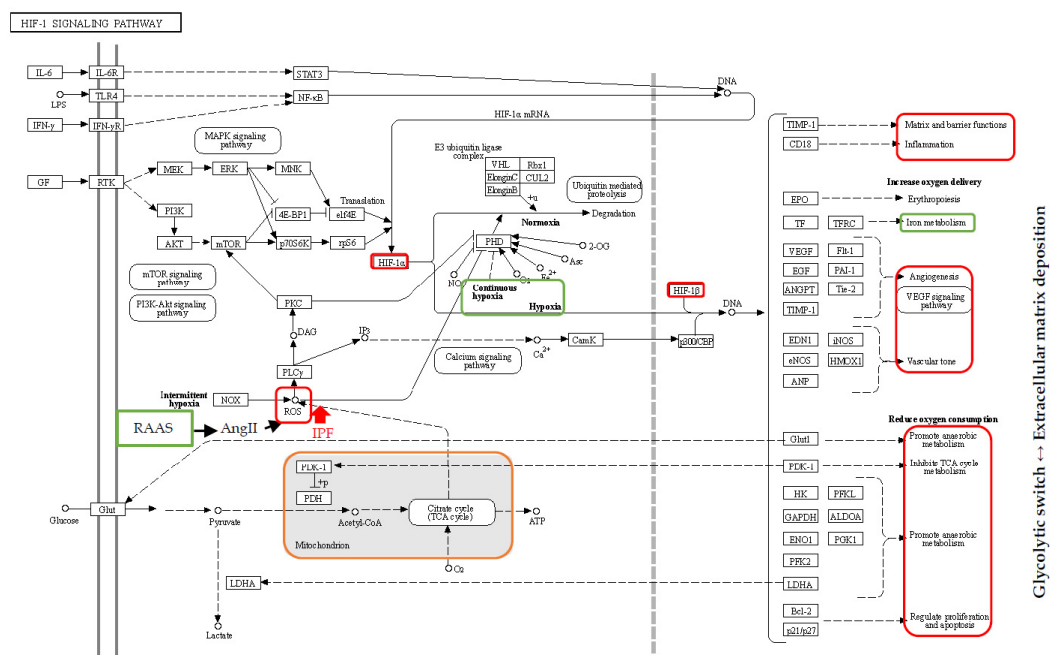 HIF-1 SIGNALING PATHWAY
IL-6
IL-6R
STAT3
DNA
LPS
TLR4
NF-κB
IFN-γ
IFN-γR
HIF-1α mRNA
MAPK signaling
pathway
GF
RTK
MEK
ERK
MNK
PI3K
4E-BP1
eIf4E
Translation
AKT
mTOR
p70S6K
rpS6
HIF-1α
mTOR signaling
pathway
PI3K-Akt signaling
pathway
E3 ubiquitin ligase
complex
VHL
Rbx1
ElonginC
CUL2
ElonginB
+u
Ubiquitin mediated
proteolysis
Degradation
Normoxia
PHD
2-OG
Asc
Fe2+
O2
NO
Continuous
hypoxia
Hypoxia
HIF-1β
DNA
PKC
DAG
IP3
PLCγ
Calcium signaling
pathway
Ca2+
CamK
p300/CBP
Intermittent
hypoxia
NOX
ROS
RAAS
AngII
IPF
PDK-1
+p
PDH
Mitochondrion
Citrate cycle
(TCA cycle)
Acetyl-CoA
ATP
O2
Glucose
Glut
Pyruvate
LDHA
Lactate
TIMP-1
Matrix and barrier functions
CD18
Inflammation
Increase oxygen delivery
EPO
Erythropoiesis
TF
TFRC
Iron metabolism
VEGF
Flt-1
EGF
PAI-1
Angiogenesis
ANGPT
Tie-2
VEGF signaling
pathway
TIMP-1
EDN1
iNOS
eNOS
HMOX1
Vascular tone
ANP
Reduce oxygen consumption
Glut1
Promote anaerobic
metabolism
PDK-1
Inhibits TCA cycle
metabolism
HK
PFKL
GAPDH
ALDOA
ENO1
PGK1
Promote anaerobic
metabolism
PFK2
LDHA
Bcl-2
p21/p27
Regulate proliferation
and apoptosis
Glycolytic switch ↔ Extracellular matrix deposition